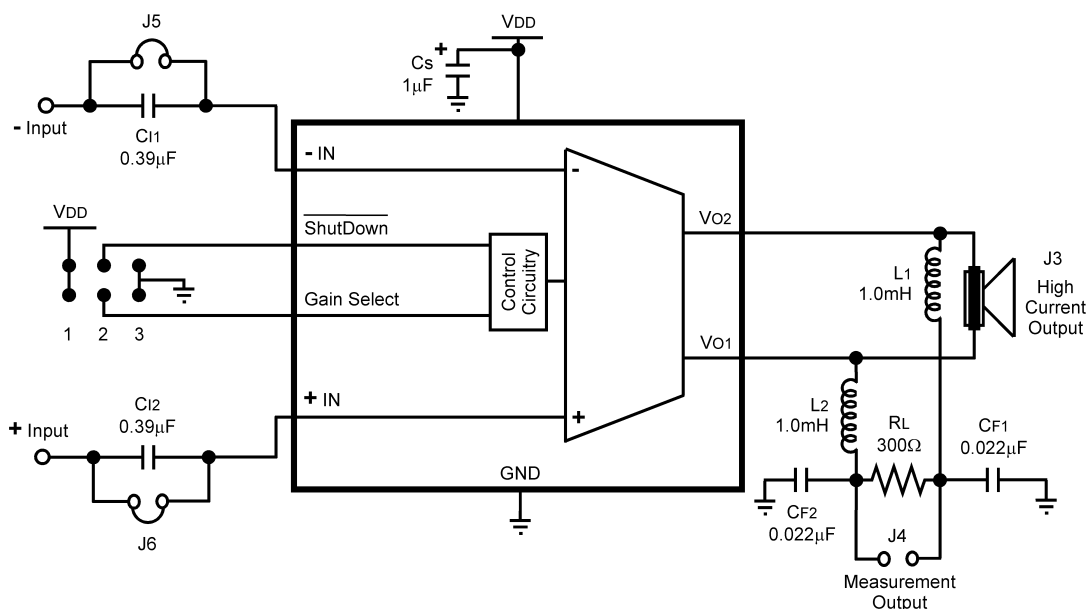 J5
- Input
CI1
0.39µF
VDD
+
Cs
1µF
- IN
-
VDD
ShutDown
Gain Select
Control
Circuitry
1 2 3
VO2
VO1
L1
1.0mH
J3
High
Current
Output
+ Input
CI2
0.39µF
J6
+ IN
+
GND
L2
1.0mH
RL
300Ω
CF1
0.022µF
CF2
0.022µF
J4
Measurement
Output